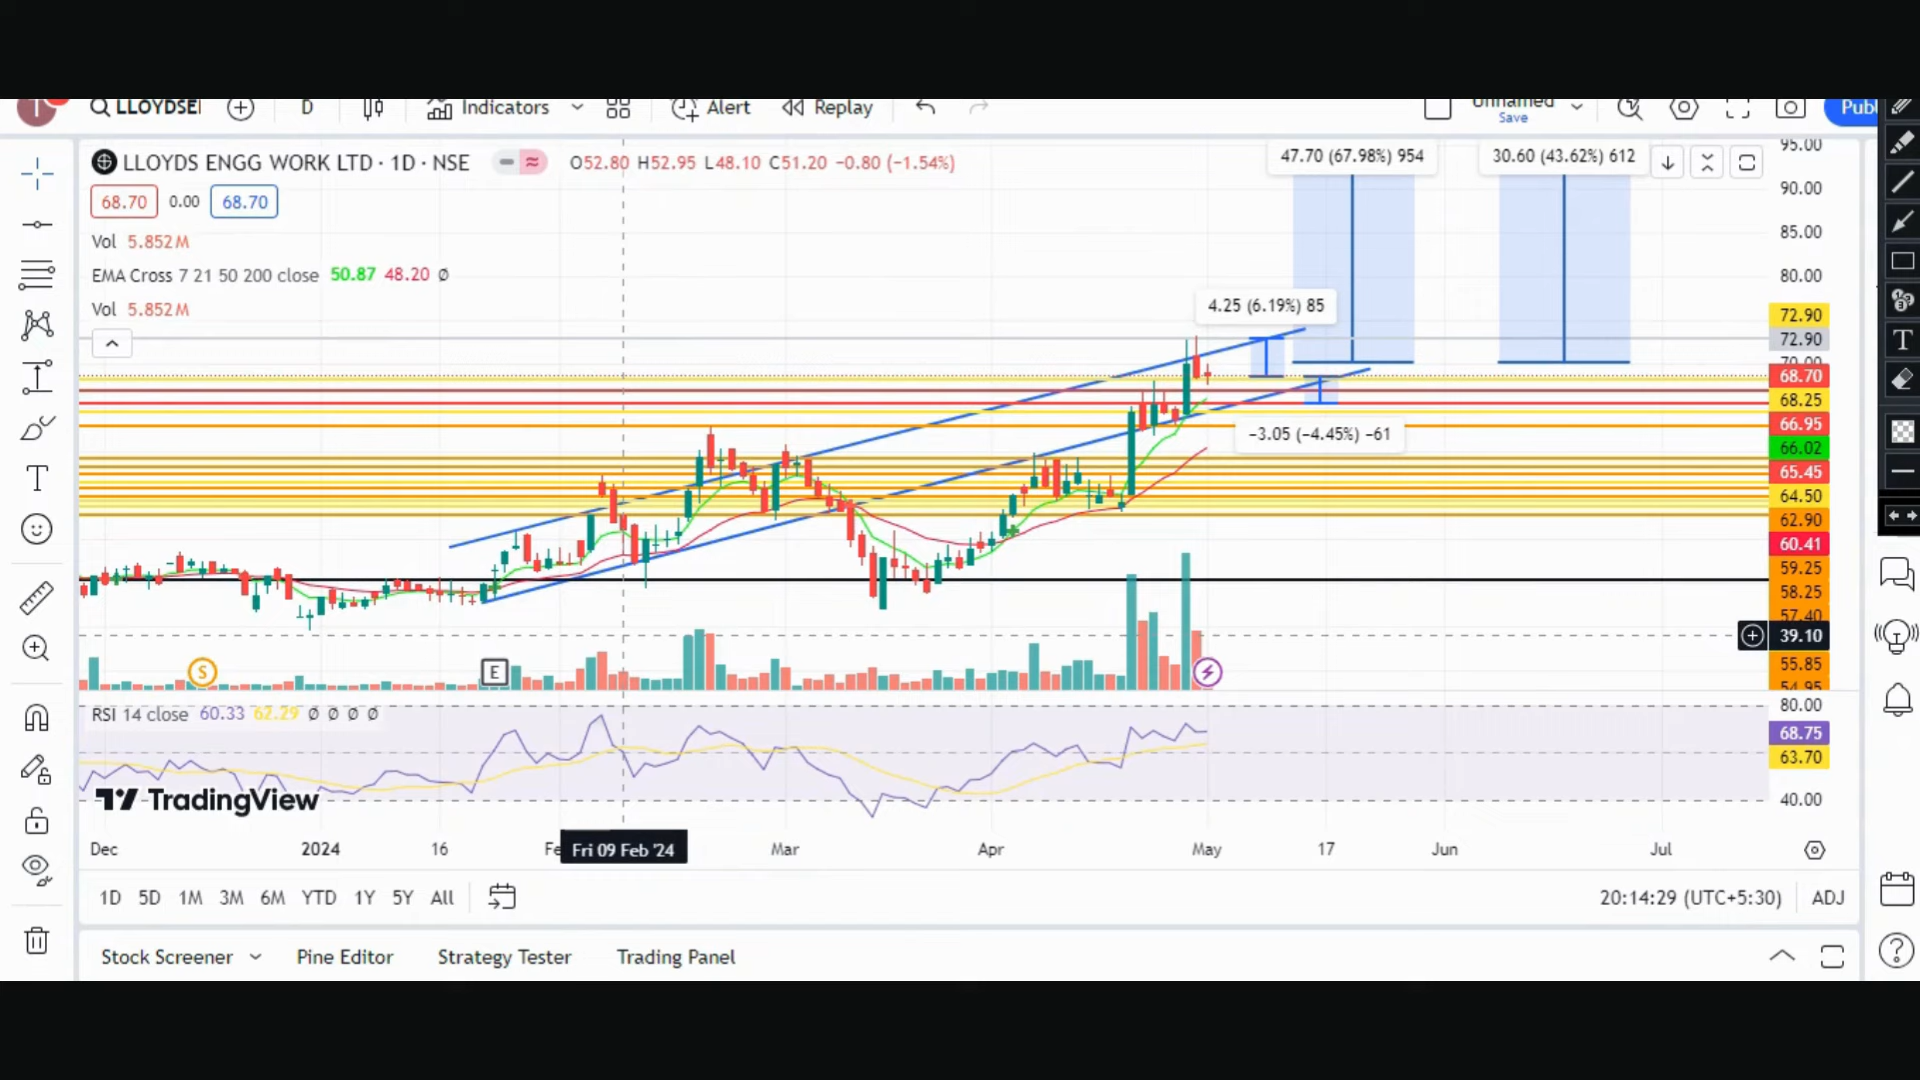 LLOYDSEI D Indicators Alert Replay Unnamed Save Publ
LLOYDS ENGG WORK LTD · 1D · NSE O52.80 H52.95 L48.10 C51.20 −0.80 (−1.54%)
47.70 (67.98%) 954 30.60 (43.62%) 612
68.70 0.00 68.70
Vol 5.852M
EMA Cross 7 21 50 200 close 50.87 48.20 Ø
Vol 5.852M
4.25 (6.19%) 85
−3.05 (−4.45%) −61
95.00
90.00
85.00
80.00
72.90
72.90
70.00
68.70
68.25
66.95
66.02
65.45
64.50
62.90
60.41
59.25
58.25
57.40
39.10
55.85
54.95
S E
RSI 14 close 60.33 62.29 Ø Ø Ø Ø
80.00
68.75
63.70
40.00
TradingView
Dec 2024 16 Fe Fri 09 Feb '24 Mar Apr May 17 Jun Jul
1D 5D 1M 3M 6M YTD 1Y 5Y All 20:14:29 (UTC+5:30) ADJ
Stock Screener Pine Editor Strategy Tester Trading Panel